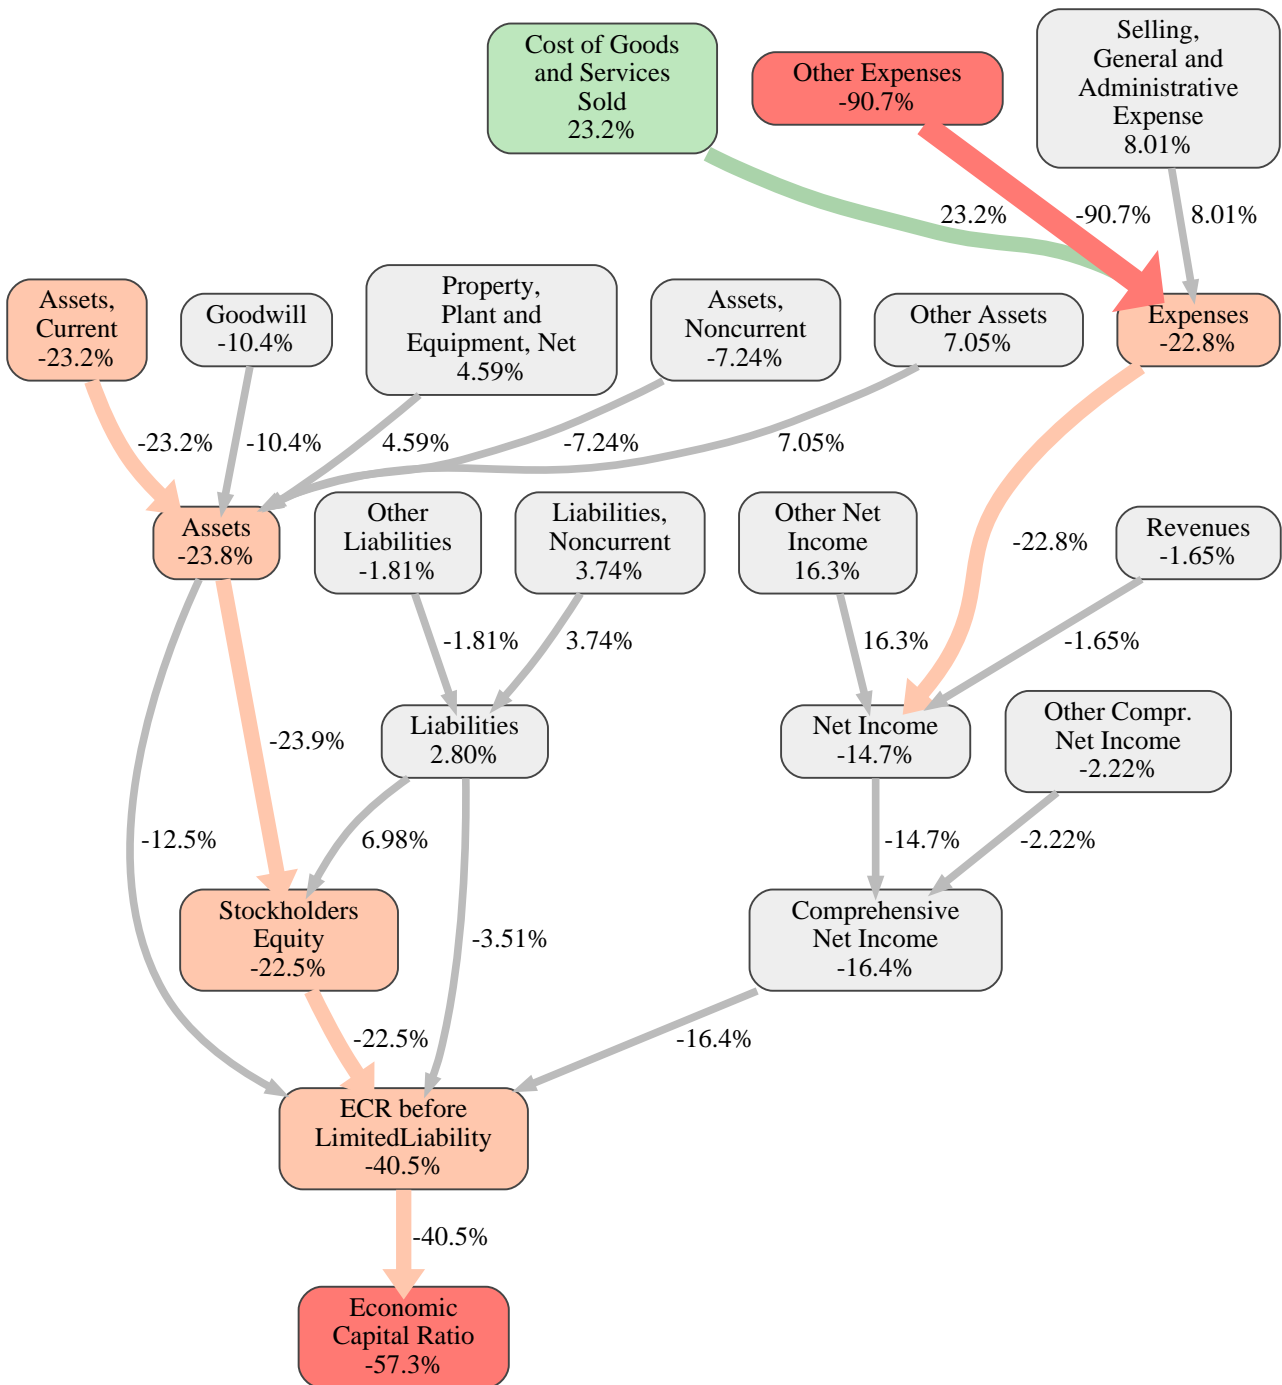 Cost of Goods
and Services
Sold
23.2%
Other Expenses
-90.7%
Selling,
General and
Administrative
Expense
8.01%
23.2%
-90.7%
8.01%
Assets,
Current
-23.2%
Goodwill
-10.4%
Property,
Plant and
Equipment, Net
4.59%
Assets,
Noncurrent
-7.24%
Other Assets
7.05%
Expenses
-22.8%
-23.2%
-10.4%
4.59%
-7.24%
7.05%
Assets
-23.8%
Other
Liabilities
-1.81%
Liabilities,
Noncurrent
3.74%
Other Net
Income
16.3%
-22.8%
Revenues
-1.65%
-1.81%
3.74%
16.3%
-1.65%
-23.9%
Liabilities
2.80%
Net Income
-14.7%
Other Compr.
Net Income
-2.22%
-12.5%
6.98%
-14.7%
-2.22%
Stockholders
Equity
-22.5%
-3.51%
Comprehensive
Net Income
-16.4%
-22.5%
-16.4%
ECR before
LimitedLiability
-40.5%
-40.5%
Economic
Capital Ratio
-57.3%